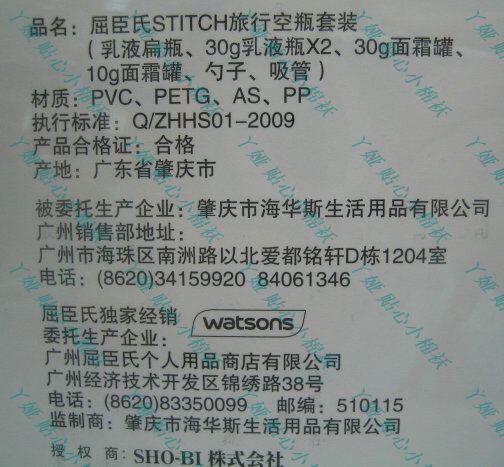 品名：屈臣氏STITCH旅行空瓶套装
（乳液扁瓶、30g乳液瓶X2、30g面霜罐、
10g面霜罐、勺子、吸管）
材质：PVC、PETG、AS、PP
执行标准：Q/ZHHS01-2009
产品合格证：合格
产地：广东省肇庆市
被委托生产企业：肇庆市海华斯生活用品有限公司
广州销售部地址：
广州市海珠区南洲路以北爱都铭轩D栋1204室
电话：(8620)34159920 84061346
屈臣氏独家经销 watsons
委托生产企业：
广州屈臣氏个人用品商店有限公司
广州经济技术开发区锦绣路38号
电话：(8620)83350099 邮编：510115
监制商：肇庆市海华斯生活用品有限公司
授权商：SHO-BI 株式会社
丫娅贴心小棉袄